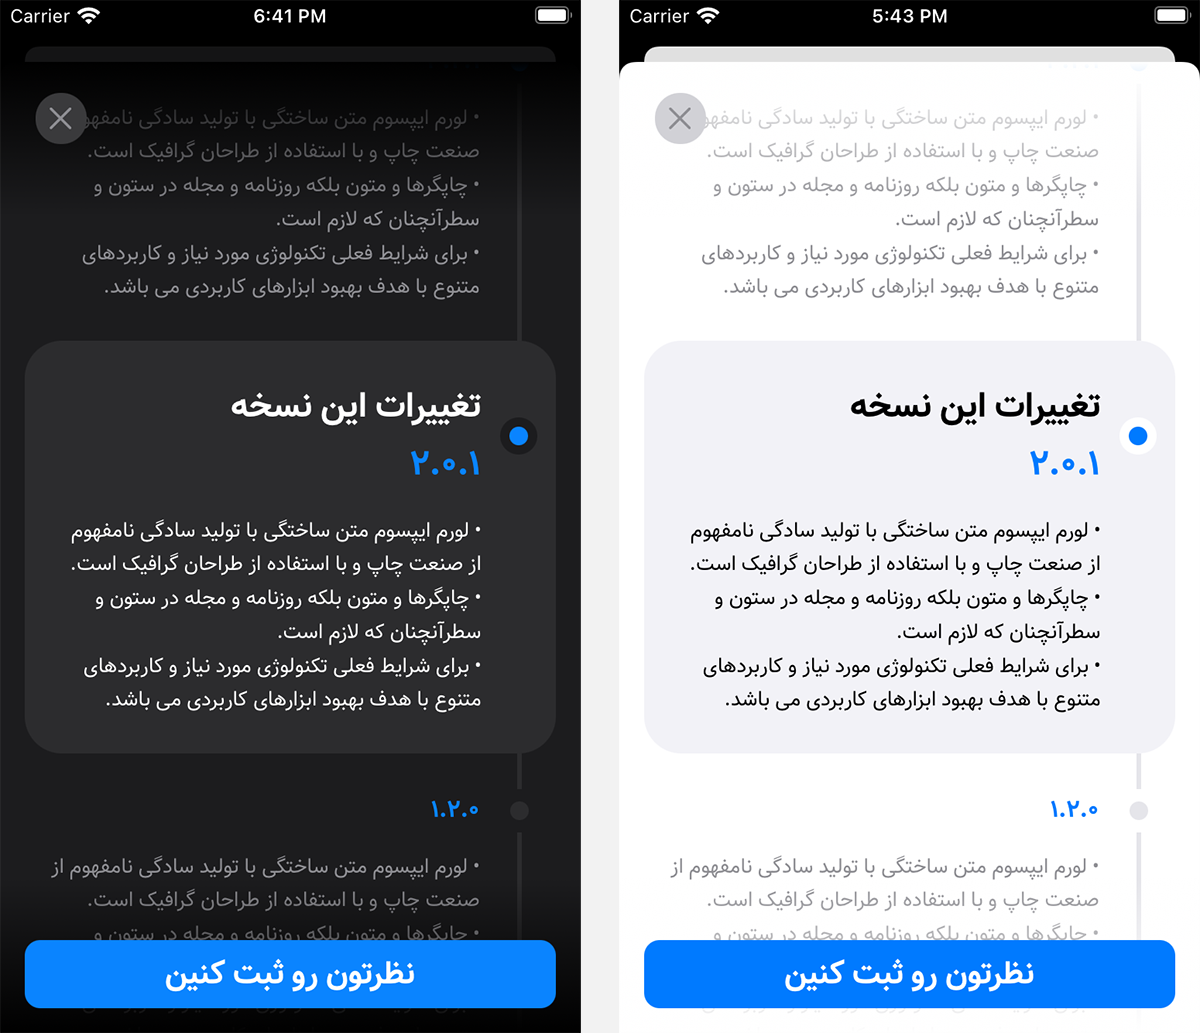 Carrier
6:41 PM
• لورم ایپسوم متن ساختگی با تولید سادگی نامفهو
صنعت چاپ و با استفاده از طراحان گرافیک است.
• چاپگرها و متون بلکه روزنامه و مجله در ستون و
سطرآنچنان که لازم است.
• برای شرایط فعلی تکنولوژی مورد نیاز و کاربردهای
متنوع با هدف بهبود ابزارهای کاربردی می باشد.
تغییرات این نسخه
۲.۰.۱
• لورم ایپسوم متن ساختگی با تولید سادگی نامفهوم
از صنعت چاپ و با استفاده از طراحان گرافیک است.
• چاپگرها و متون بلکه روزنامه و مجله در ستون و
سطرآنچنان که لازم است.
• برای شرایط فعلی تکنولوژی مورد نیاز و کاربردهای
متنوع با هدف بهبود ابزارهای کاربردی می باشد.
۱.۲.۰
• لورم ایپسوم متن ساختگی با تولید سادگی نامفهوم از
صنعت چاپ و با استفاده از طراحان گرافیک است.
• چاپگرها و متون بلکه روزنامه و مجله در ستون و
نظرتون رو ثبت کنین
Carrier
5:43 PM
• لورم ایپسوم متن ساختگی با تولید سادگی نامفهو
صنعت چاپ و با استفاده از طراحان گرافیک است.
• چاپگرها و متون بلکه روزنامه و مجله در ستون و
سطرآنچنان که لازم است.
• برای شرایط فعلی تکنولوژی مورد نیاز و کاربردهای
متنوع با هدف بهبود ابزارهای کاربردی می باشد.
تغییرات این نسخه
۲.۰.۱
• لورم ایپسوم متن ساختگی با تولید سادگی نامفهوم
از صنعت چاپ و با استفاده از طراحان گرافیک است.
• چاپگرها و متون بلکه روزنامه و مجله در ستون و
سطرآنچنان که لازم است.
• برای شرایط فعلی تکنولوژی مورد نیاز و کاربردهای
متنوع با هدف بهبود ابزارهای کاربردی می باشد.
۱.۲.۰
• لورم ایپسوم متن ساختگی با تولید سادگی نامفهوم از
صنعت چاپ و با استفاده از طراحان گرافیک است.
• چاپگرها و متون بلکه روزنامه و مجله در ستون و
نظرتون رو ثبت کنین